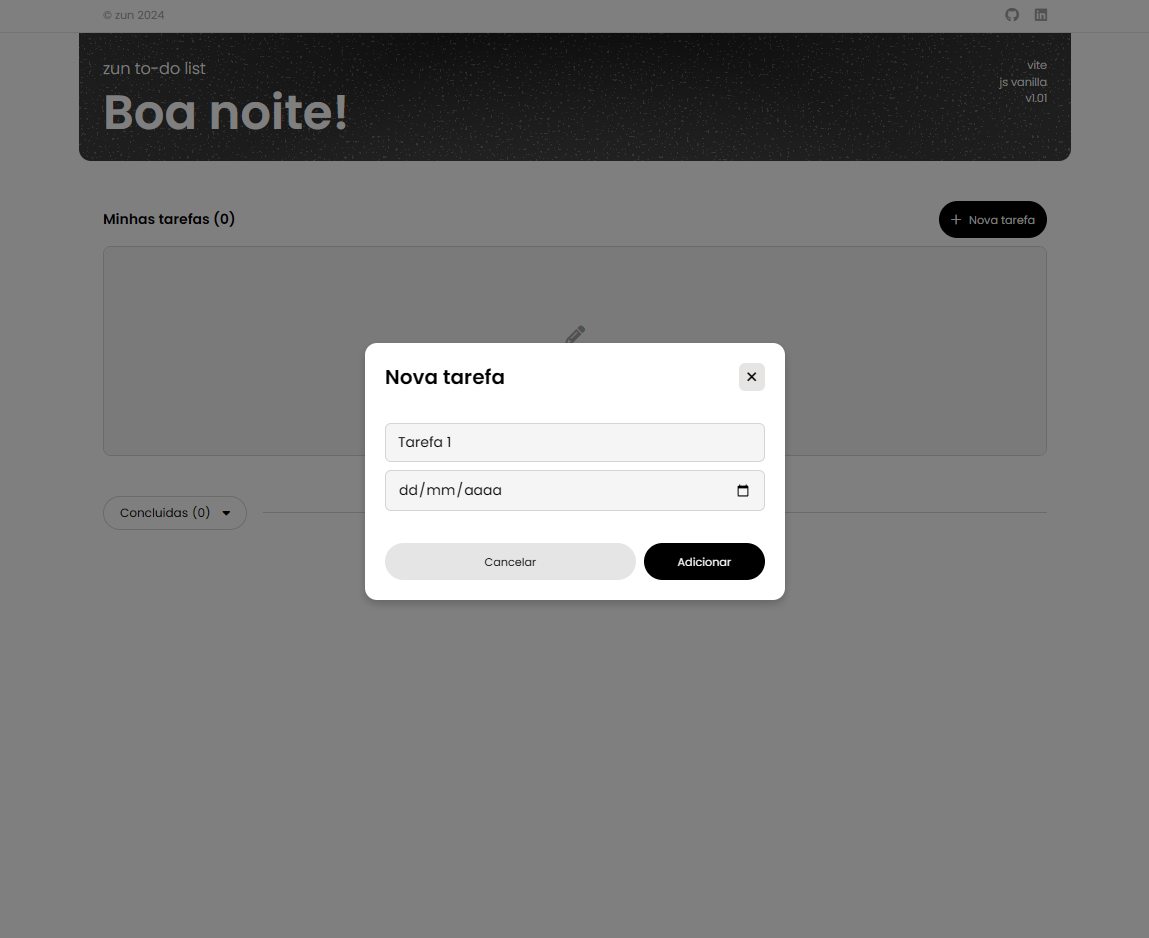 © zun 2024
zun to-do list
Boa noite!
vite
js vanilla
v1.01
Minhas tarefas (0)
Nova tarefa
Nova tarefa
Tarefa 1
dd/mm/aaaa
Cancelar
Adicionar
Concluidas (0)